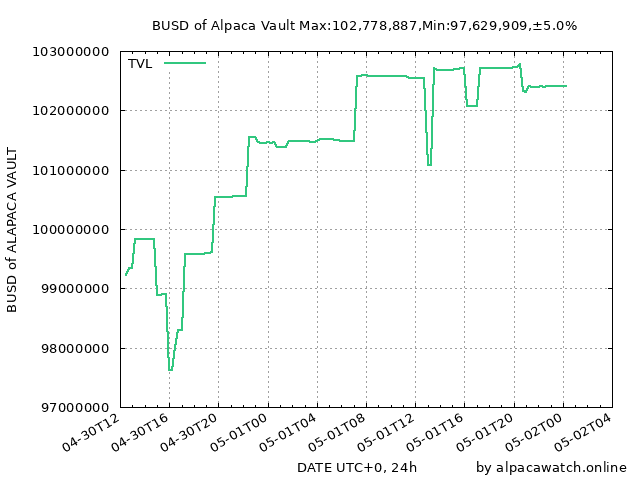 BUSD of Alpaca Vault Max:102,778,887,Min:97,629,909,±5.0%
TVL
103000000
102000000
101000000
100000000
99000000
98000000
97000000
BUSD of ALAPACA VAULT
04-30T12
04-30T16
04-30T20
05-01T00
05-01T04
05-01T08
05-01T12
05-01T16
05-01T20
05-02T00
05-02T04
DATE UTC+0, 24h
by alpacawatch.online